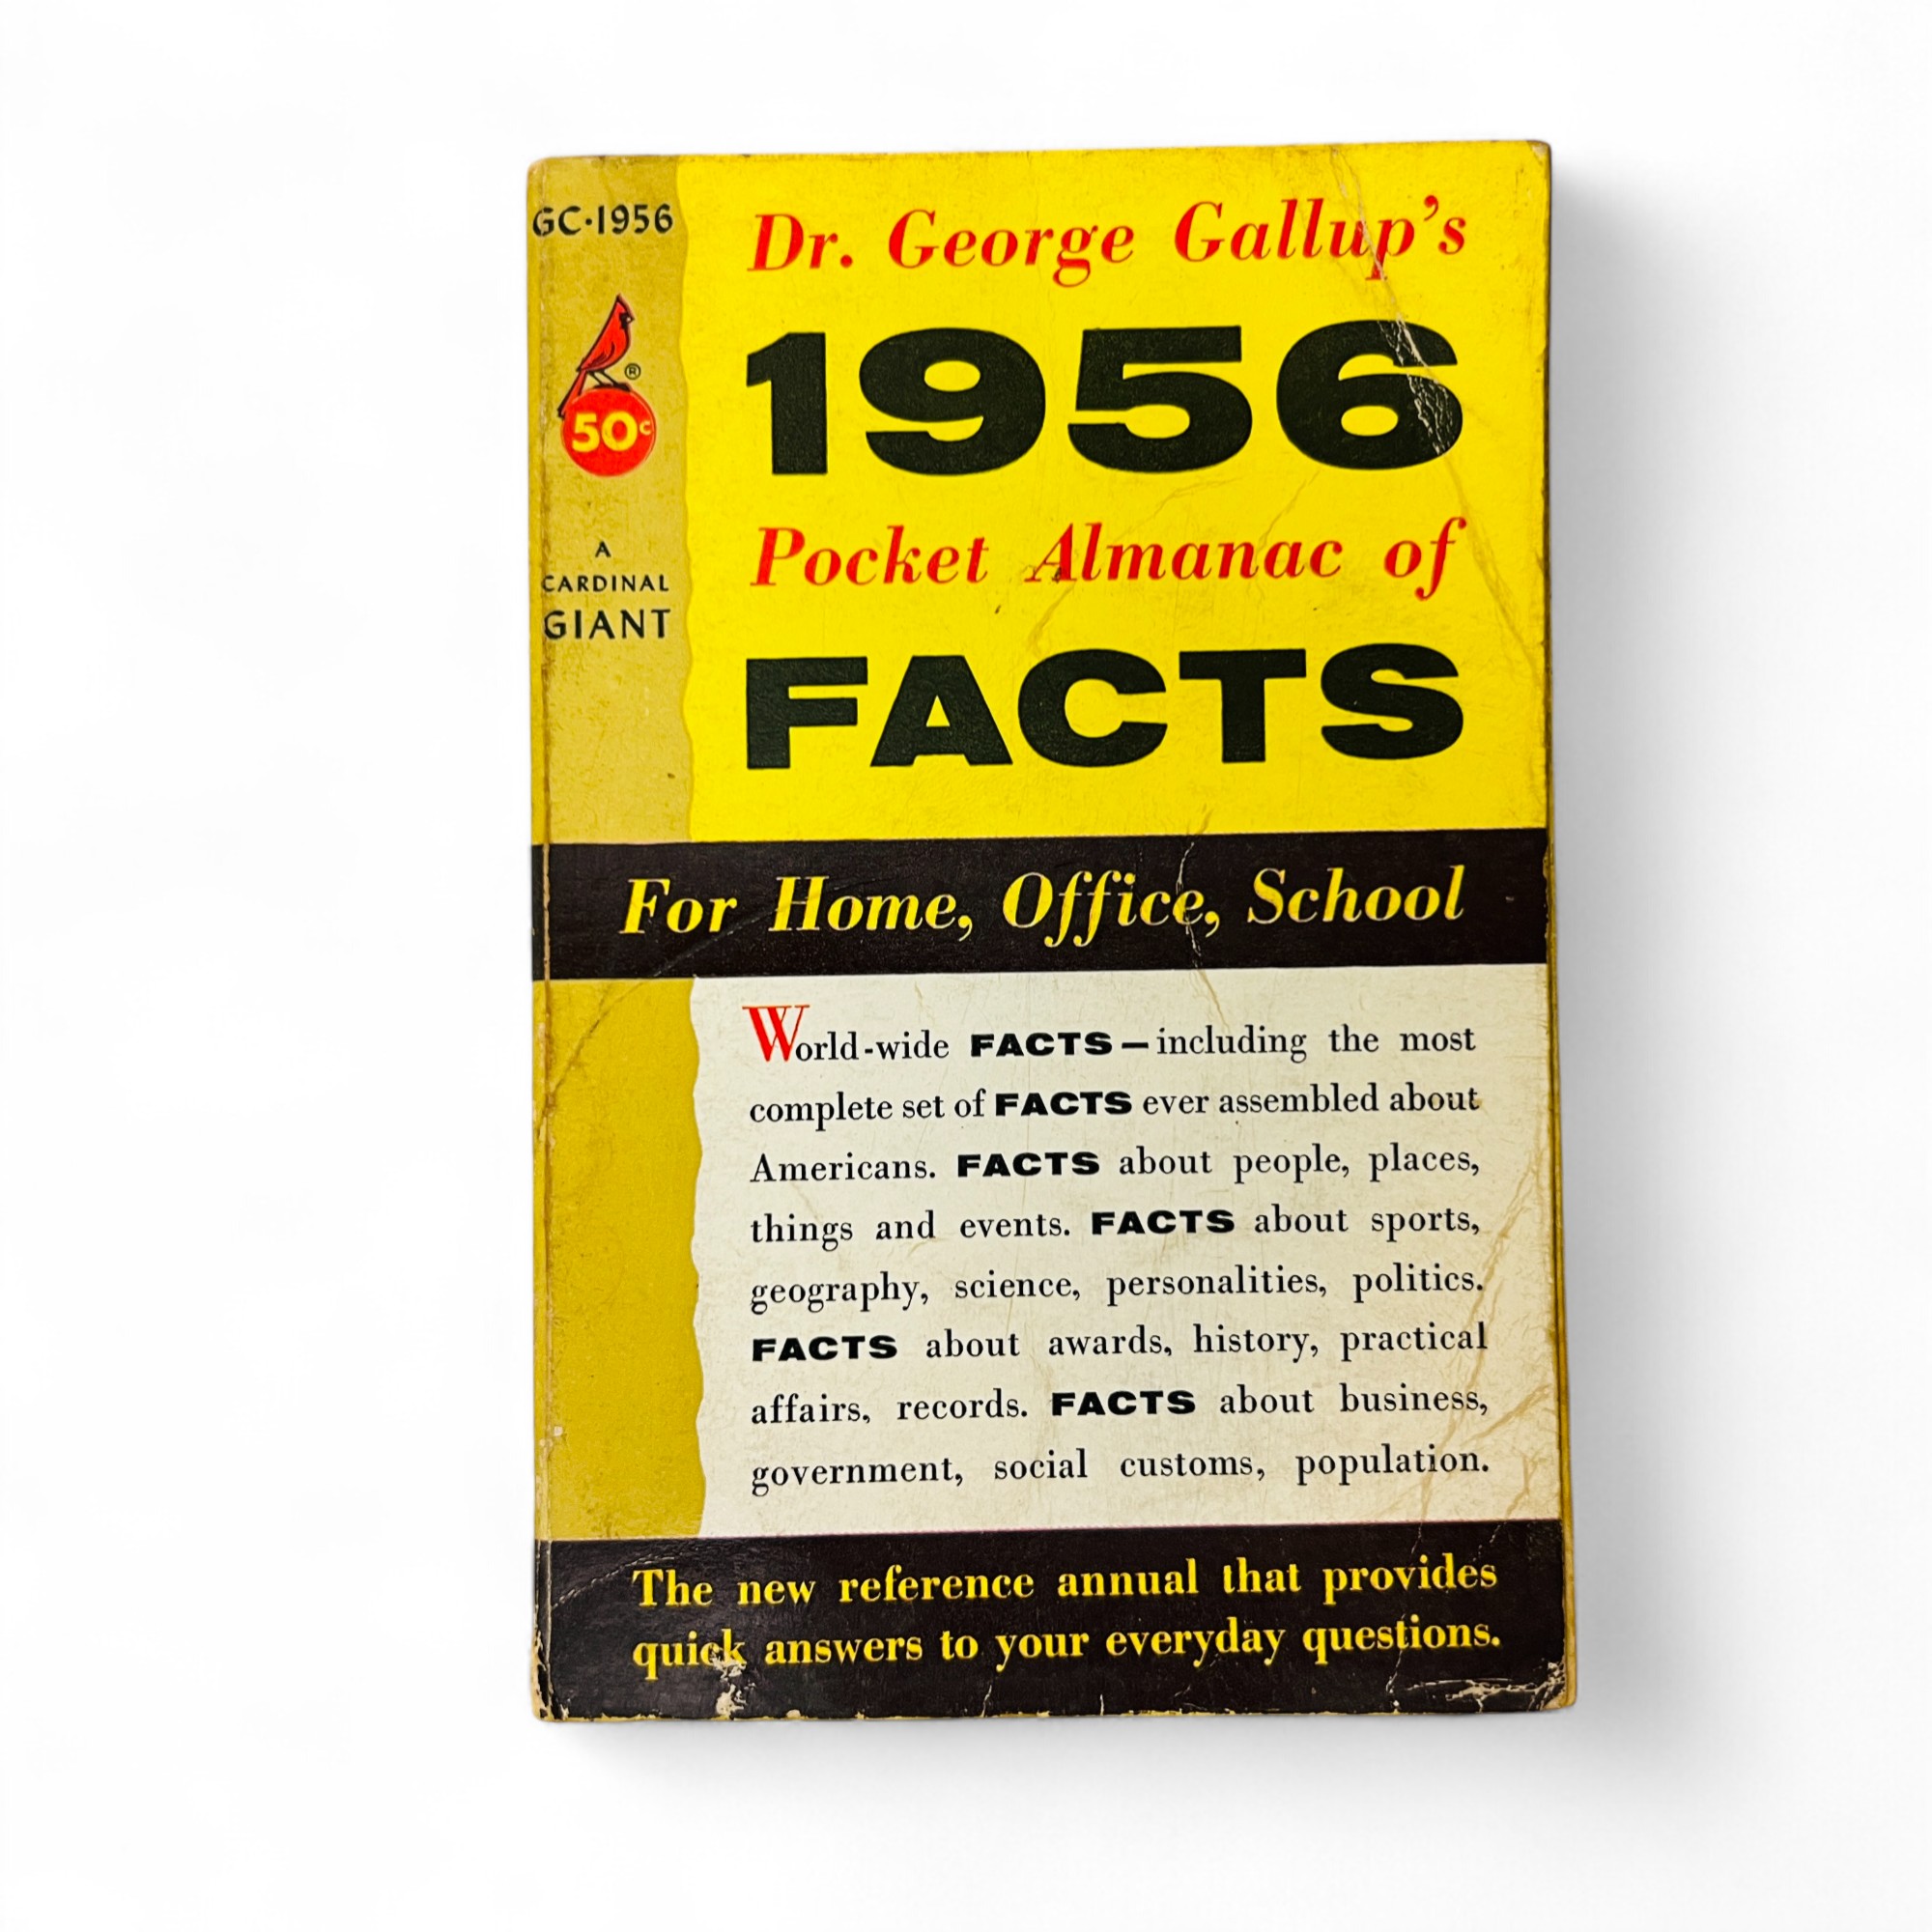 GC·1956
®
50c
A
CARDINAL
GIANT
Dr. George Gallup's
1956
Pocket Almanac of
FACTS
For Home, Office, School
World-wide FACTS—including the most
complete set of FACTS ever assembled about
Americans. FACTS about people, places,
things and events. FACTS about sports,
geography, science, personalities, politics.
FACTS about awards, history, practical
affairs, records. FACTS about business,
government, social customs, population.
The new reference annual that provides
quick answers to your everyday questions.